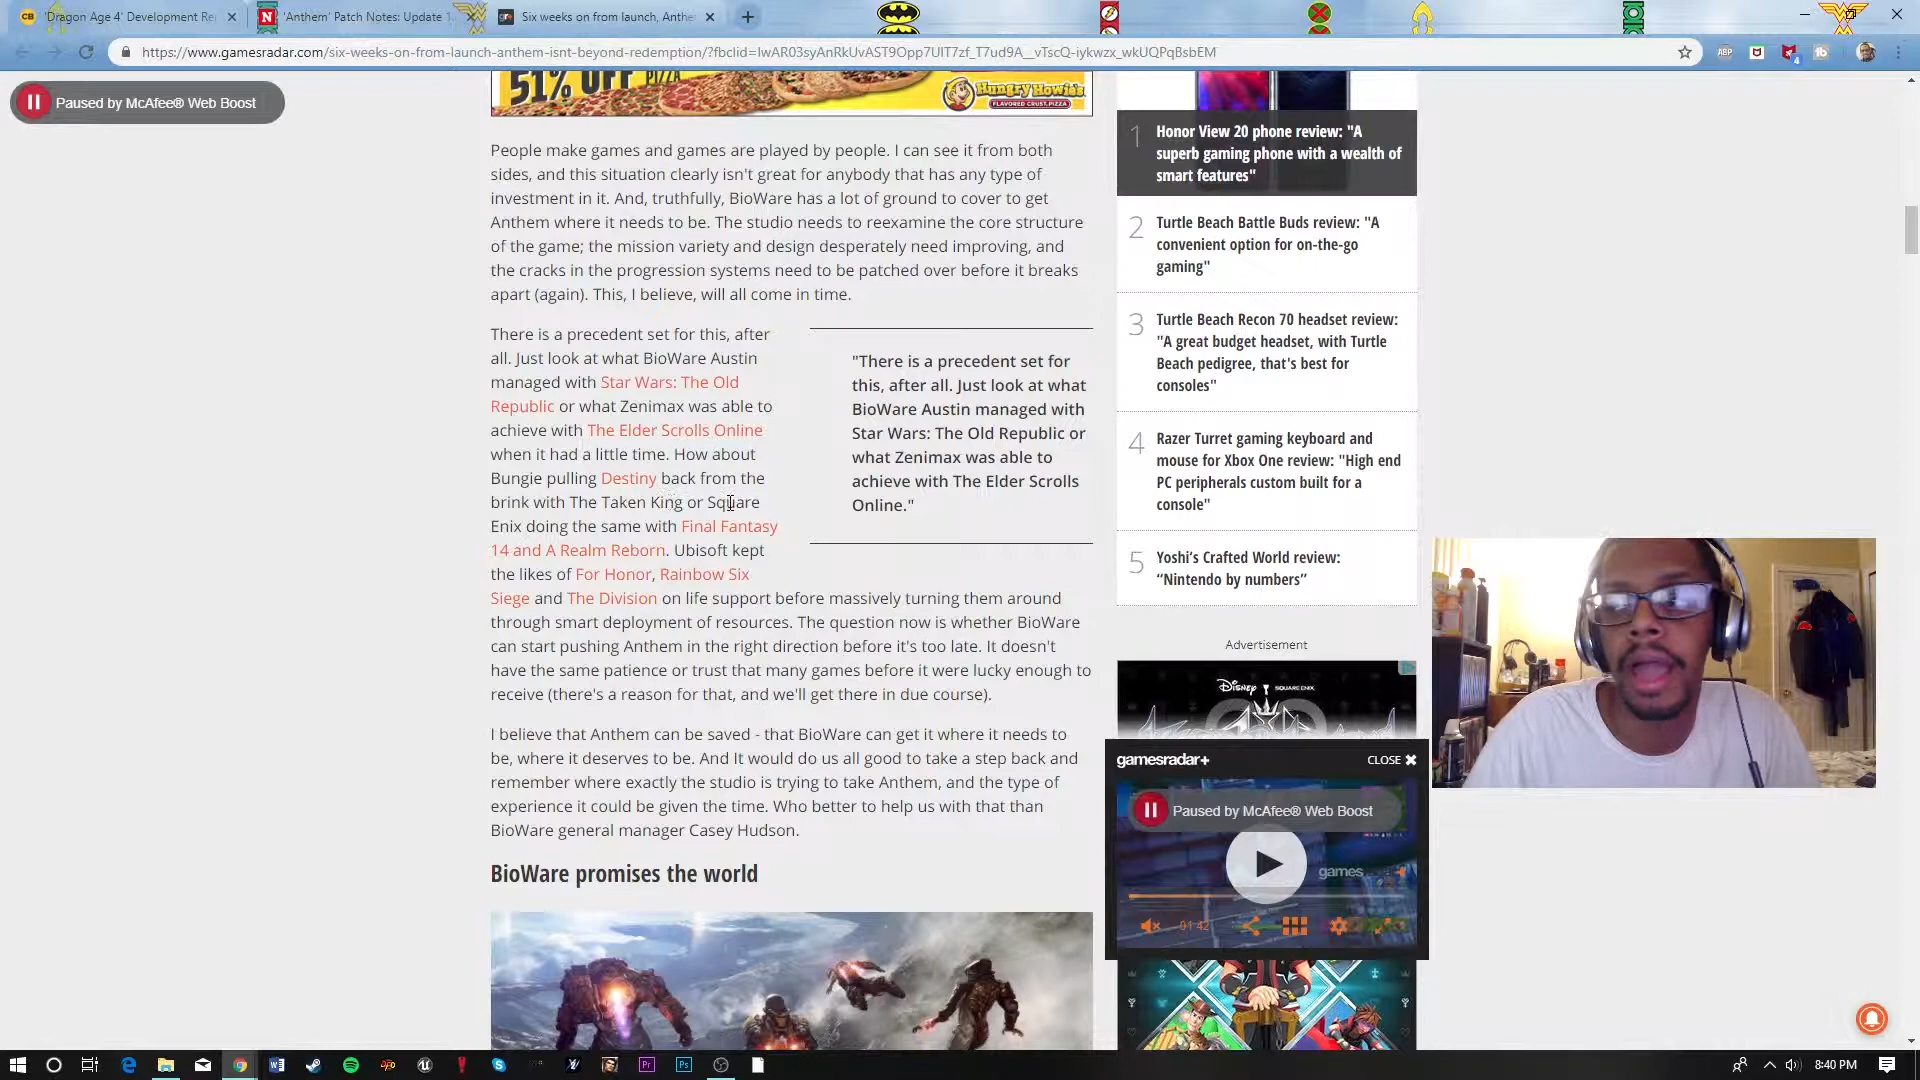 'Dragon Age 4' Development Re
'Anthem' Patch Notes: Update 1.
Six weeks on from launch, Anthe
https://www.gamesradar.com/six-weeks-on-from-launch-anthem-isnt-beyond-redemption/?fbclid=IwAR03syAnRkUvAST9Opp7UIT7zf_T7ud9A__vTscQ-iykwzx_wkUQPqBsbEM
Paused by McAfee® Web Boost
51% OFF PIZZA
Hungry Howie's
FLAVORED CRUST.PIZZA
People make games and games are played by people. I can see it from both
sides, and this situation clearly isn't great for anybody that has any type of
investment in it. And, truthfully, BioWare has a lot of ground to cover to get
Anthem where it needs to be. The studio needs to reexamine the core structure
of the game; the mission variety and design desperately need improving, and
the cracks in the progression systems need to be patched over before it breaks
apart (again). This, I believe, will all come in time.
There is a precedent set for this, after
all. Just look at what BioWare Austin
managed with Star Wars: The Old
Republic or what Zenimax was able to
achieve with The Elder Scrolls Online
when it had a little time. How about
Bungie pulling Destiny back from the
brink with The Taken King or Square
Enix doing the same with Final Fantasy
14 and A Realm Reborn. Ubisoft kept
the likes of For Honor, Rainbow Six
Siege and The Division on life support before massively turning them around
through smart deployment of resources. The question now is whether BioWare
can start pushing Anthem in the right direction before it's too late. It doesn't
have the same patience or trust that many games before it were lucky enough to
receive (there's a reason for that, and we'll get there in due course).
"There is a precedent set for
this, after all. Just look at what
BioWare Austin managed with
Star Wars: The Old Republic or
what Zenimax was able to
achieve with The Elder Scrolls
Online."
I believe that Anthem can be saved - that BioWare can get it where it needs to
be, where it deserves to be. And It would do us all good to take a step back and
remember where exactly the studio is trying to take Anthem, and the type of
experience it could be given the time. Who better to help us with that than
BioWare general manager Casey Hudson.
BioWare promises the world
1 Honor View 20 phone review: "A
superb gaming phone with a wealth of
smart features"
2 Turtle Beach Battle Buds review: "A
convenient option for on-the-go
gaming"
3 Turtle Beach Recon 70 headset review:
"A great budget headset, with Turtle
Beach pedigree, that's best for
consoles"
4 Razer Turret gaming keyboard and
mouse for Xbox One review: "High end
PC peripherals custom built for a
console"
5 Yoshi's Crafted World review:
“Nintendo by numbers”
Advertisement
Disney SQUARE ENIX
gamesradar+ CLOSE
Paused by McAfee® Web Boost
games
01:42
8:40 PM